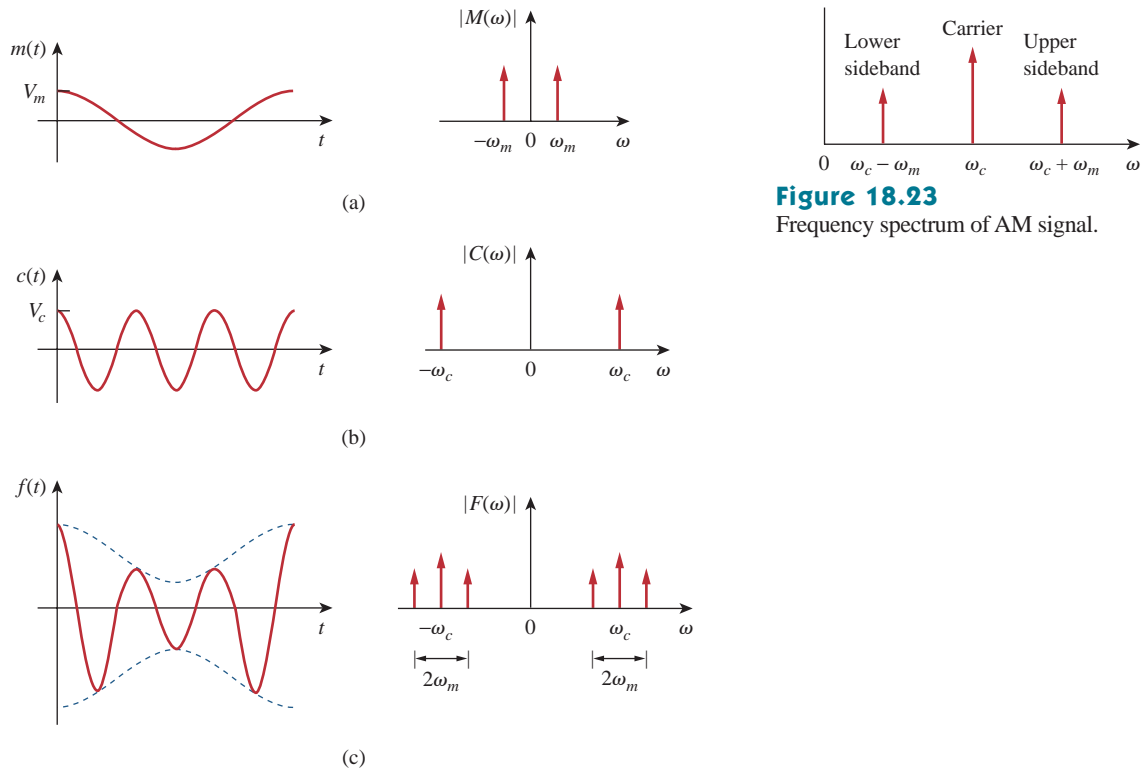 m(t)
V_m
t
|M(ω)|
−ω_m
0
ω_m
ω
(a)
c(t)
V_c
t
|C(ω)|
−ω_c
0
ω_c
ω
(b)
f(t)
t
|F(ω)|
−ω_c
0
ω_c
ω
2ω_m
2ω_m
(c)
Lower
sideband
Carrier
Upper
sideband
0
ω_c − ω_m
ω_c
ω_c + ω_m
ω
Figure 18.23
Frequency spectrum of AM signal.